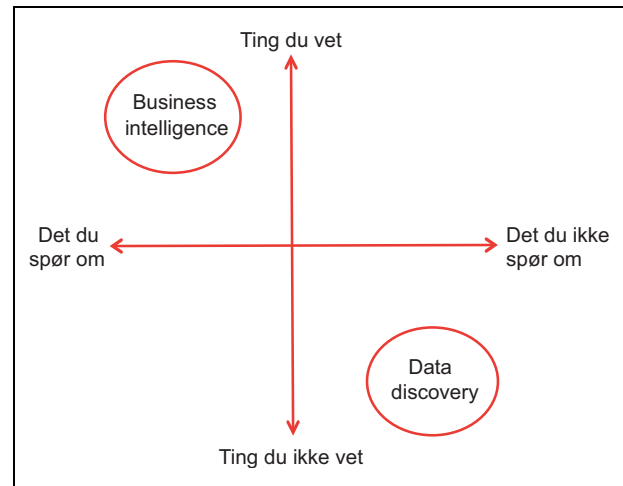 Ting du vet
Business
intelligence
Det du
spør om
Det du ikke
spør om
Data
discovery
Ting du ikke vet